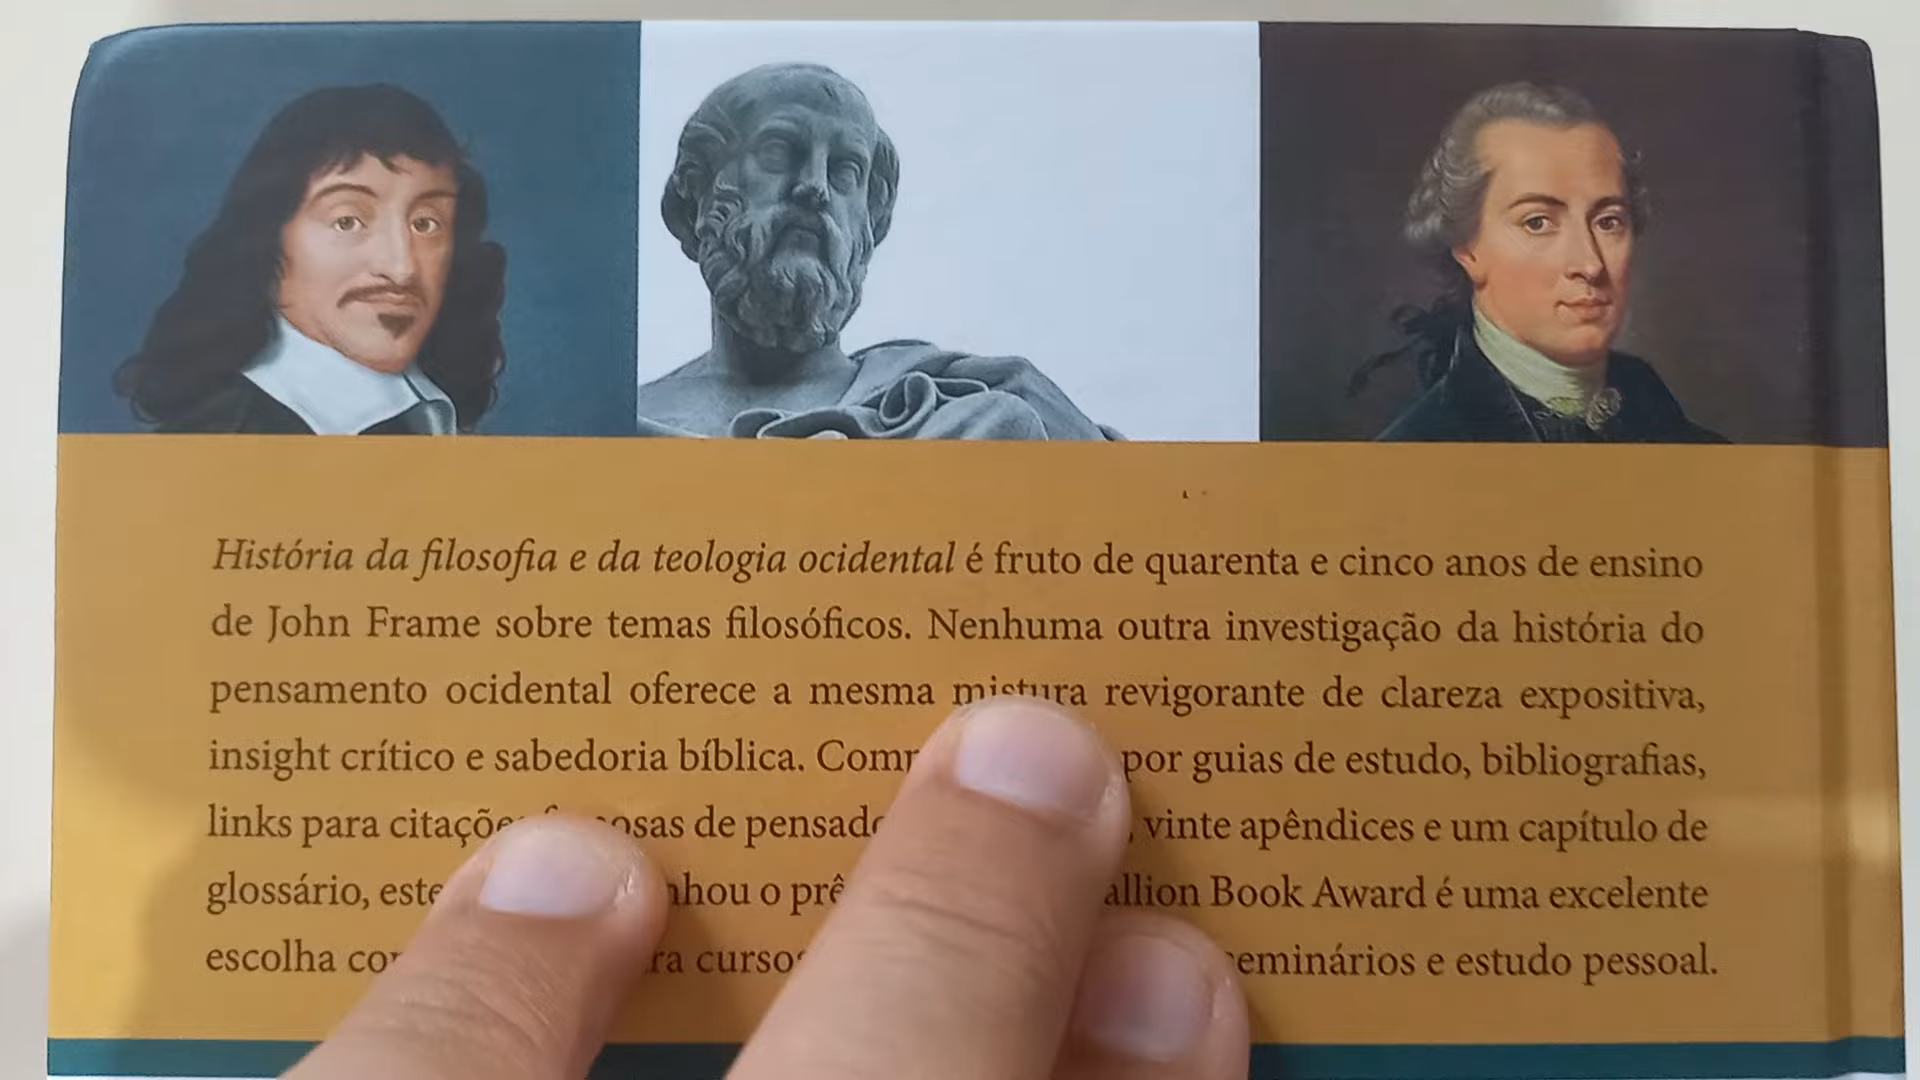 História da filosofia e da teologia ocidental é fruto de quarenta e cinco anos de ensino
de John Frame sobre temas filosóficos. Nenhuma outra investigação da história do
pensamento ocidental oferece a mesma mistura revigorante de clareza expositiva,
insight crítico e sabedoria bíblica. por guias de estudo, bibliografias,
links para citações de vinte apêndices e um capítulo de
glossário, o Book Award é uma excelente
escolha seminários e estudo pessoal.